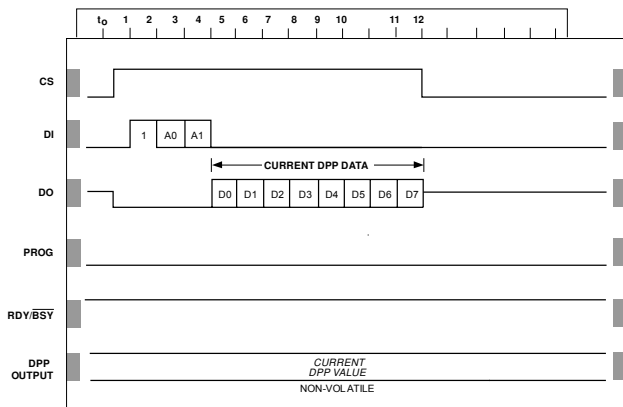 to 1 2 3 4 5 6 7 8 9 10 11 12
CS
DI 1 A0 A1
CURRENT DPP DATA
DO D0 D1 D2 D3 D4 D5 D6 D7
PROG
RDY/BSY
DPP OUTPUT
CURRENT
DPP VALUE
NON-VOLATILE